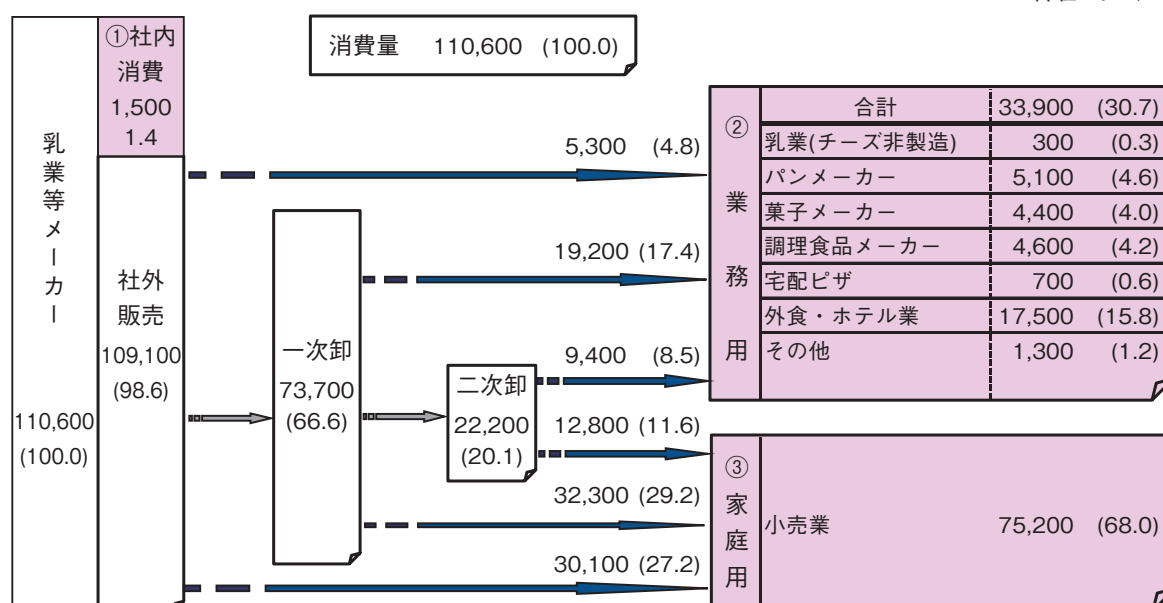 消費量 110,600 (100.0)
乳業等メーカー
110,600
(100.0)
①社内
消費
1,500
1.4
社外
販売
109,100
(98.6)
一次卸
73,700
(66.6)
二次卸
22,200
(20.1)
5,300 (4.8)
19,200 (17.4)
9,400 (8.5)
12,800 (11.6)
32,300 (29.2)
30,100 (27.2)
②業務用
合計 33,900 (30.7)
乳業(チーズ非製造) 300 (0.3)
パンメーカー 5,100 (4.6)
菓子メーカー 4,400 (4.0)
調理食品メーカー 4,600 (4.2)
宅配ピザ 700 (0.6)
外食・ホテル業 17,500 (15.8)
その他 1,300 (1.2)
③家庭用
小売業 75,200 (68.0)